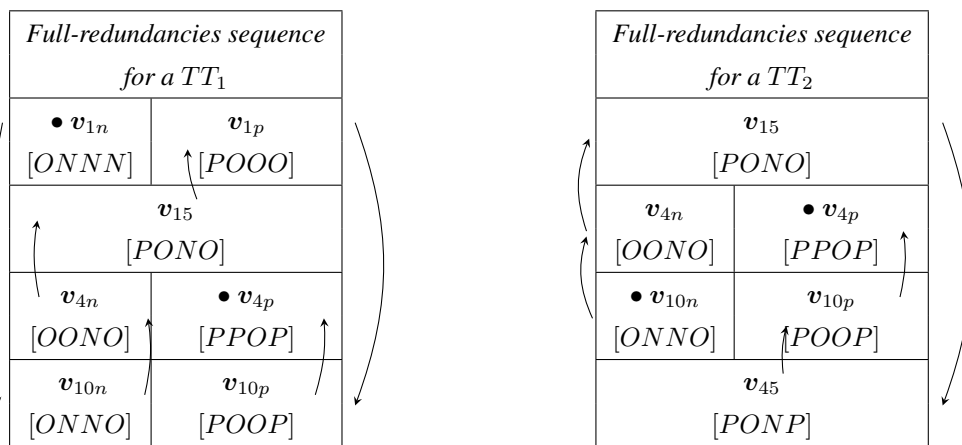 Full-redundancies sequence
for a TT₁
• v₁ₙ v₁ₚ
[ONNN] [POOO]
v₁₅
[PONO]
v₄ₙ • v₄ₚ
[OONO] [PPOP]
v₁₀ₙ v₁₀ₚ
[ONNO] [POOP]
Full-redundancies sequence
for a TT₂
v₁₅
[PONO]
v₄ₙ • v₄ₚ
[OONO] [PPOP]
• v₁₀ₙ v₁₀ₚ
[ONNO] [POOP]
v₄₅
[PONP]